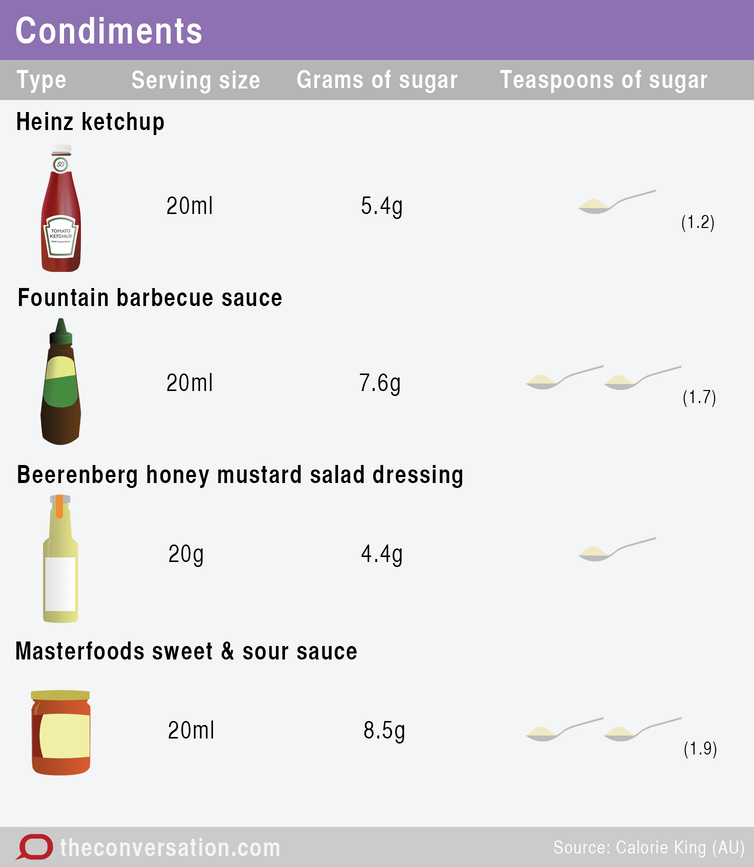 Condiments
Type Serving size Grams of sugar Teaspoons of sugar
Heinz ketchup
TOMATO
KETCHUP
20ml 5.4g (1.2)
Fountain barbecue sauce
20ml 7.6g (1.7)
Beerenberg honey mustard salad dressing
20g 4.4g
Masterfoods sweet & sour sauce
20ml 8.5g (1.9)
theconversation.com Source: Calorie King (AU)